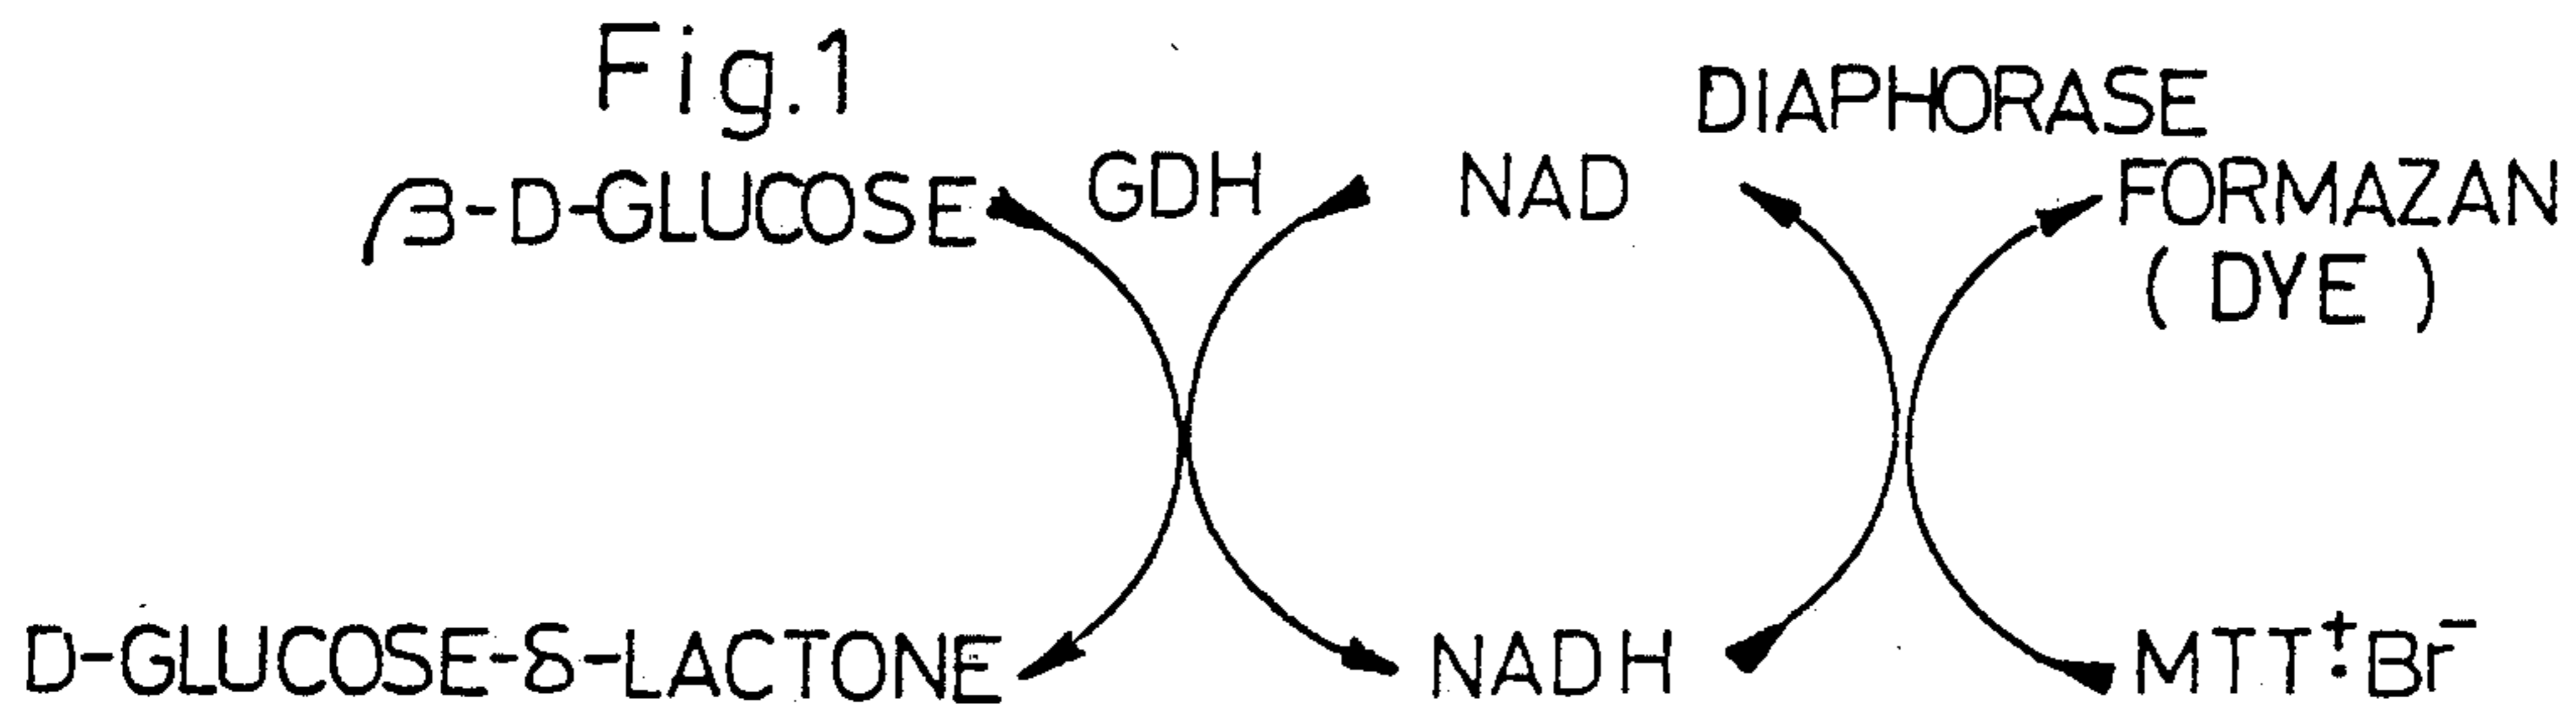 Fig.1
DIAPHORASE
β-D-GLUCOSE GDH NAD FORMAZAN
( DYE )
D-GLUCOSE-δ-LACTONE NADH MTT⁺·Br⁻